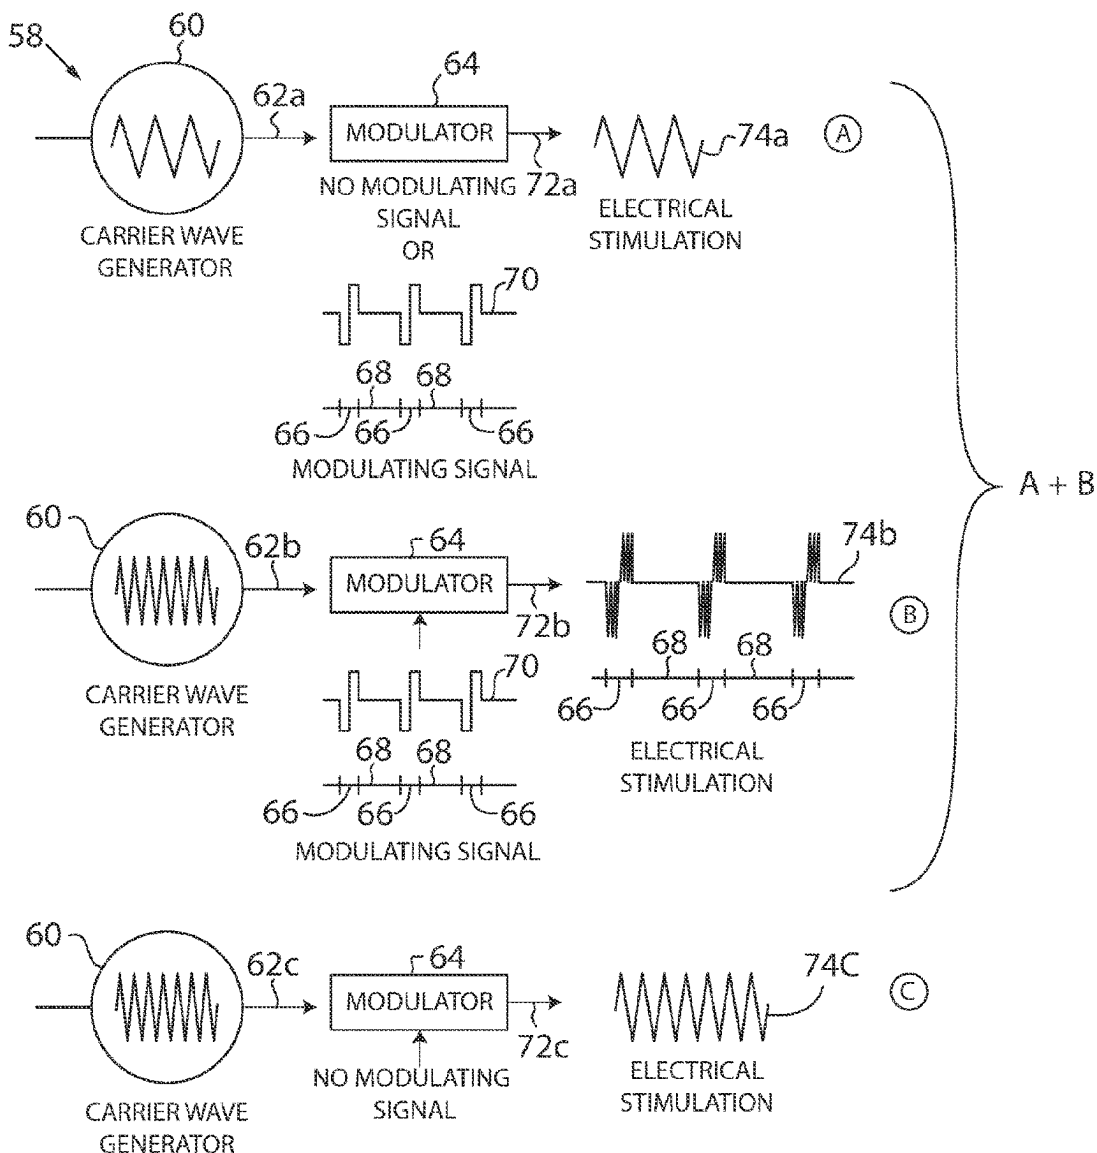 58
60
62a
64
MODULATOR
72a
74a
A
NO MODULATING
SIGNAL
OR
CARRIER WAVE
GENERATOR
ELECTRICAL
STIMULATION
70
68 68
66 66 66
MODULATING SIGNAL
A + B
60
62b
64
MODULATOR
72b
74b
B
68 68
66 66 66
ELECTRICAL
STIMULATION
CARRIER WAVE
GENERATOR
70
68 68
66 66 66
MODULATING SIGNAL
60
62c
64
MODULATOR
72c
74C
C
NO MODULATING
SIGNAL
ELECTRICAL
STIMULATION
CARRIER WAVE
GENERATOR